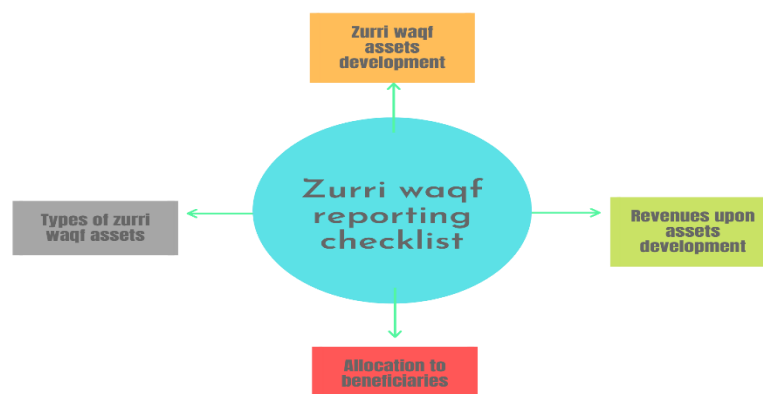 Zurri waqf
assets
development
Zurri waqf
reporting
checklist
Types of zurri
waqf assets
Revenues upon
assets
development
Allocation to
beneficiaries